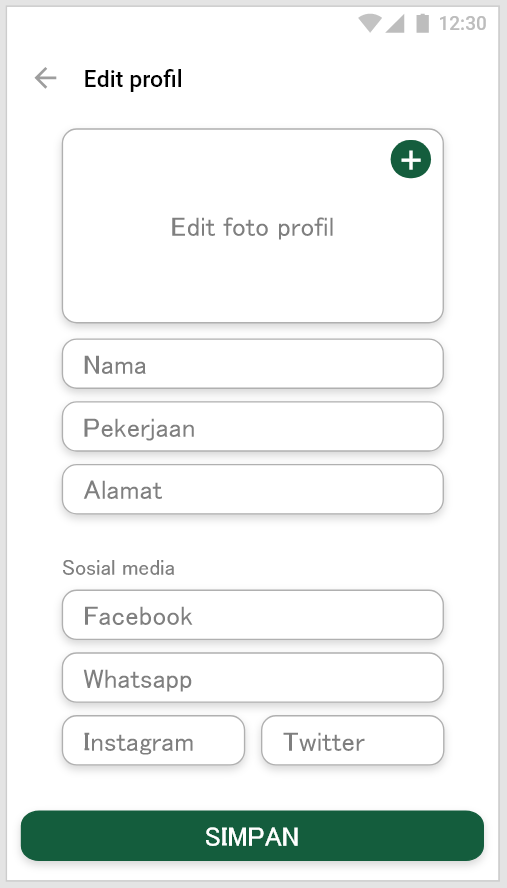 12:30
Edit profil
Edit foto profil
Nama
Pekerjaan
Alamat
Sosial media
Facebook
Whatsapp
Instagram Twitter
SIMPAN